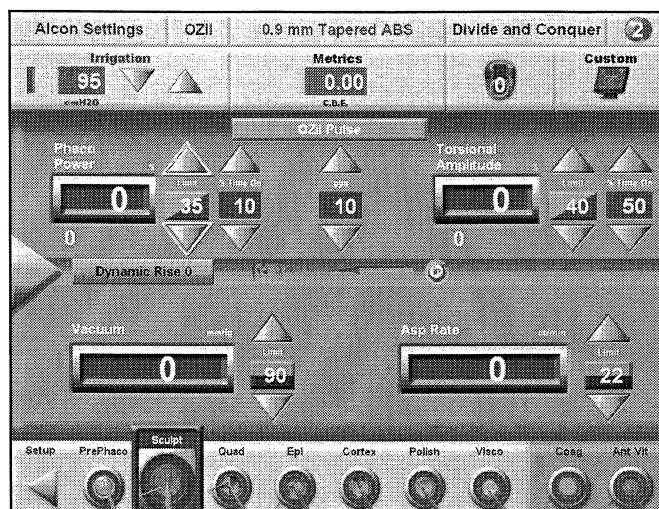 Alcon Settings OZil 0.9 mm Tapered ABS Divide and Conquer 2
Irrigation Metrics Custom
95 0.00 0
cmH2O C.B.E.
OZil Pulse
Phaco Power % Torsional Amplitude
Limit % Time On pps Limit % Time On
0 35 10 10 0 40 50
0 0
Dynamic Rise 0
Vacuum mmHg Asp Rate cc/min
Limit Limit
0 90 0 22
Setup PrePhaco Sculpt Quad Epi Cortex Polish Visco Coag Ant Vit